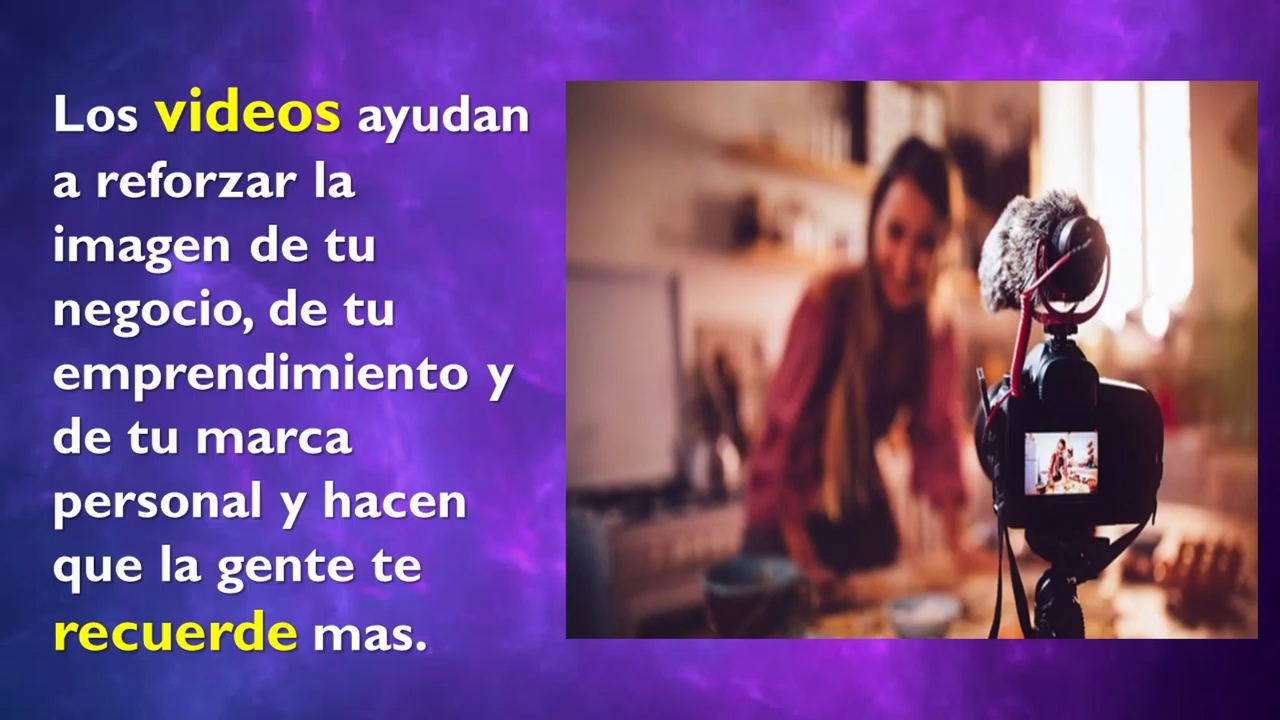 Los videos ayudan
a reforzar la
imagen de tu
negocio, de tu
emprendimiento y
de tu marca
personal y hacen
que la gente te
recuerde mas.